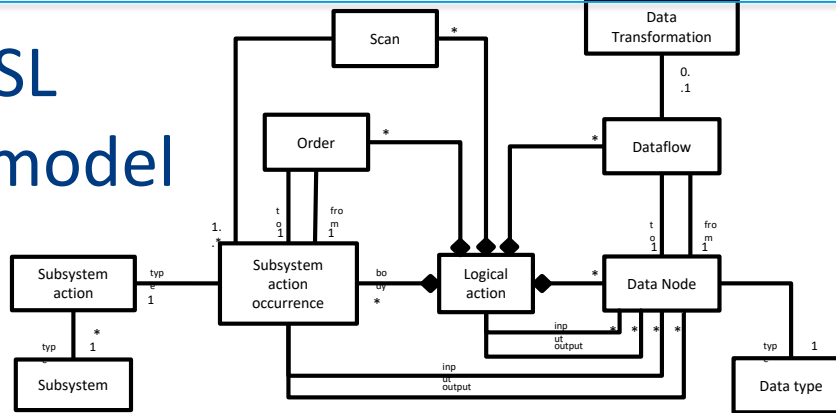 SL
model
Scan
*
Data
Transformation
0.
.1
Order
*
*
Dataflow
1.
.*
t
o
1
fro
m
1
t
o
1
fro
m
1
Subsystem
action
typ
e
1
Subsystem
action
occurrence
bo
dy
*
Logical
action
*
Data Node
typ
e
*
1
inp
ut
output
*
*
*
*
typ
e
1
Subsystem
inp
ut
output
Data type